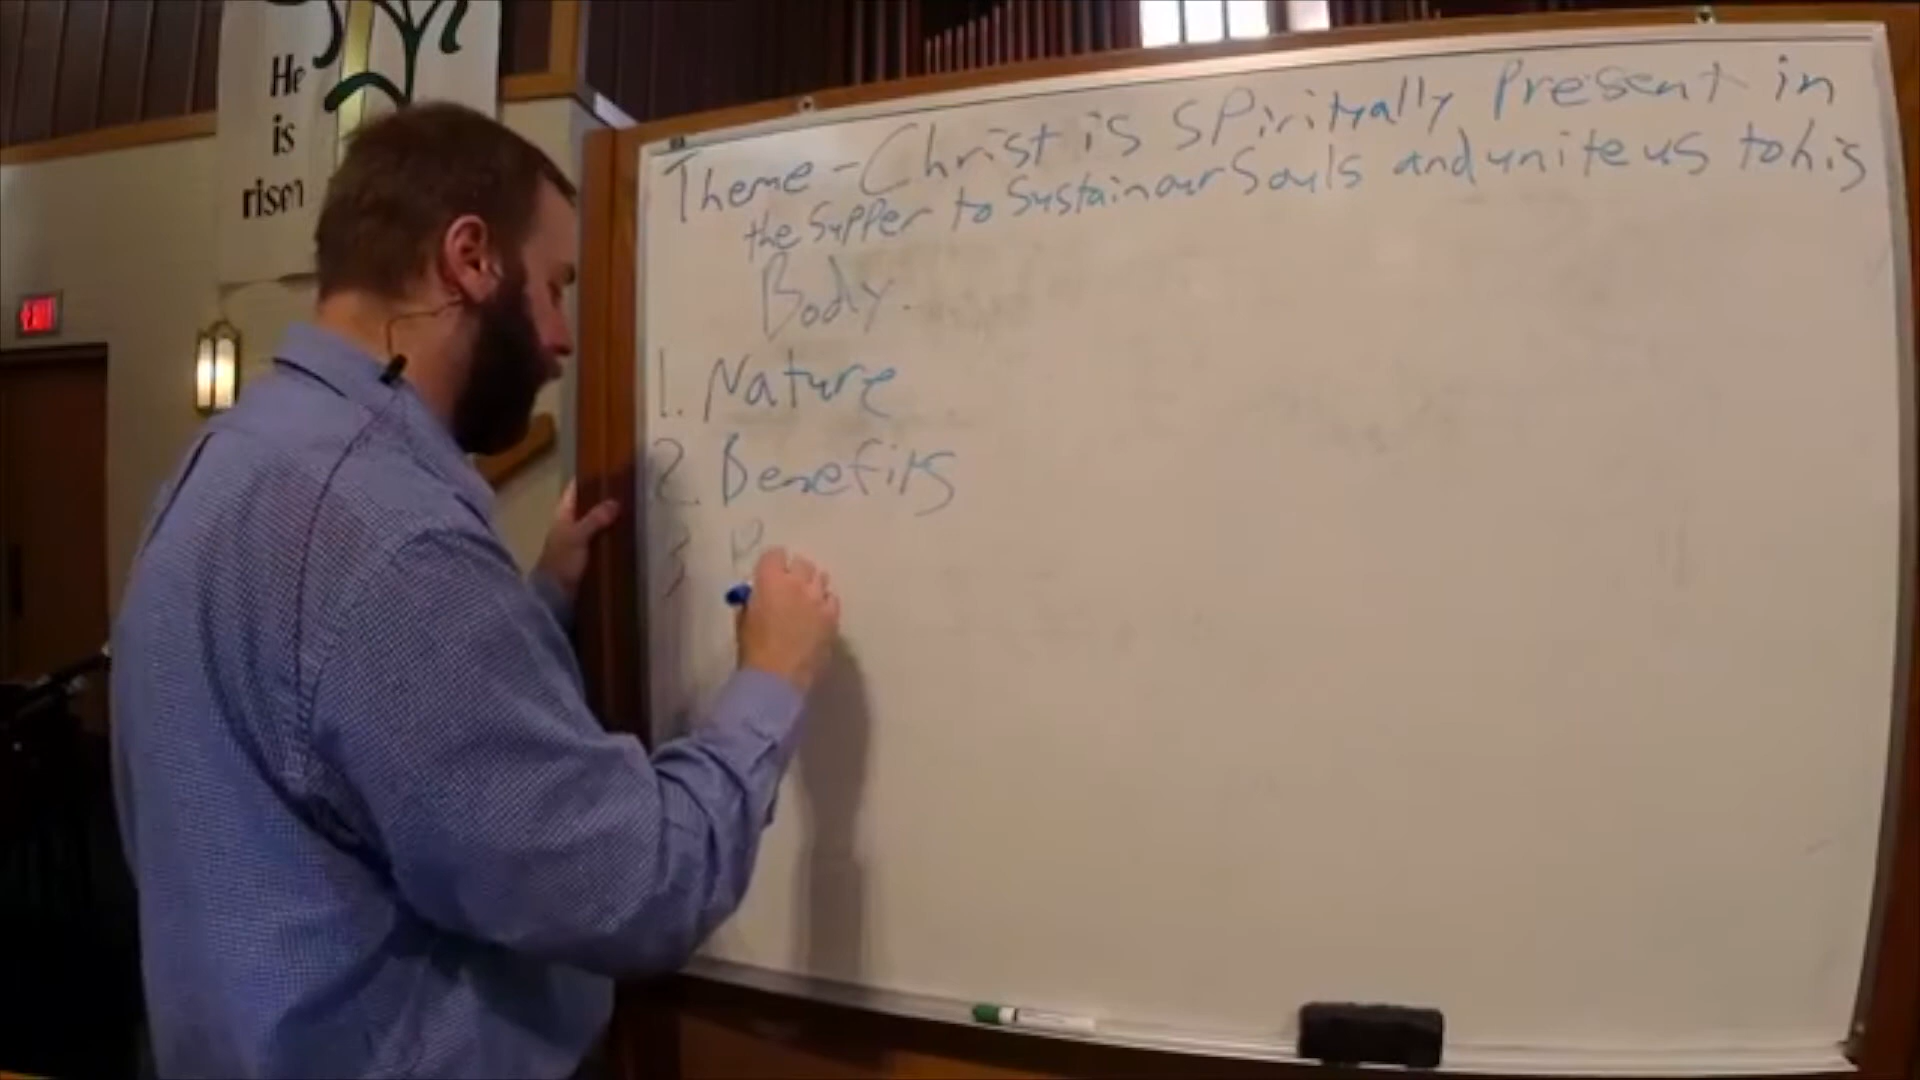 He
is
risen
Theme - Christ is Spiritually Present in
the Supper to Sustain our Souls and unite us to his
Body.
1. Nature
2. Benefits
3